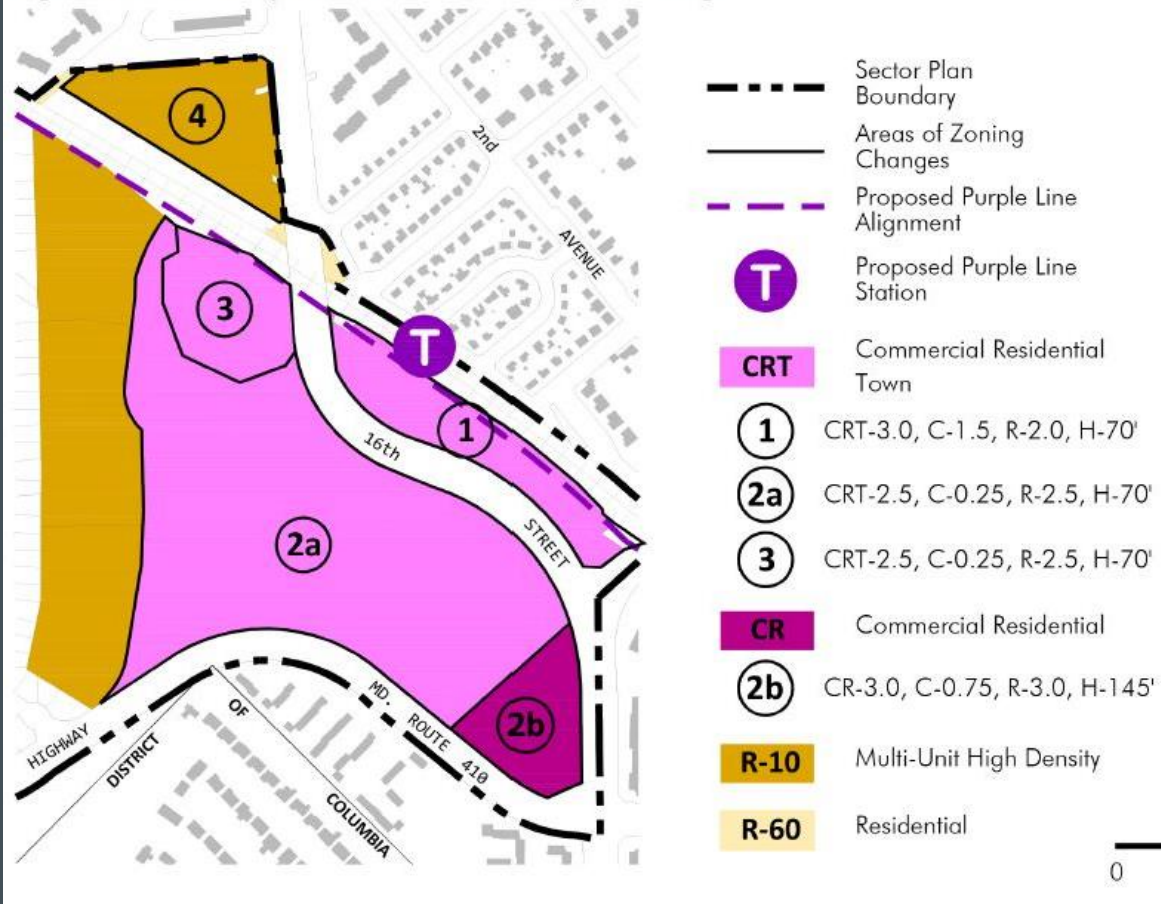 4
2nd
AVENUE
3
T
1
16th
STREET
2a
2b
MD.
ROUTE
410
HIGHWAY
DISTRICT
OF
COLUMBIA
Sector Plan
Boundary
Areas of Zoning
Changes
Proposed Purple Line
Alignment
T
Proposed Purple Line
Station
CRT
Commercial Residential
Town
1 CRT-3.0, C-1.5, R-2.0, H-70'
2a CRT-2.5, C-0.25, R-2.5, H-70'
3 CRT-2.5, C-0.25, R-2.5, H-70'
CR Commercial Residential
2b CR-3.0, C-0.75, R-3.0, H-145'
R-10 Multi-Unit High Density
R-60 Residential
0